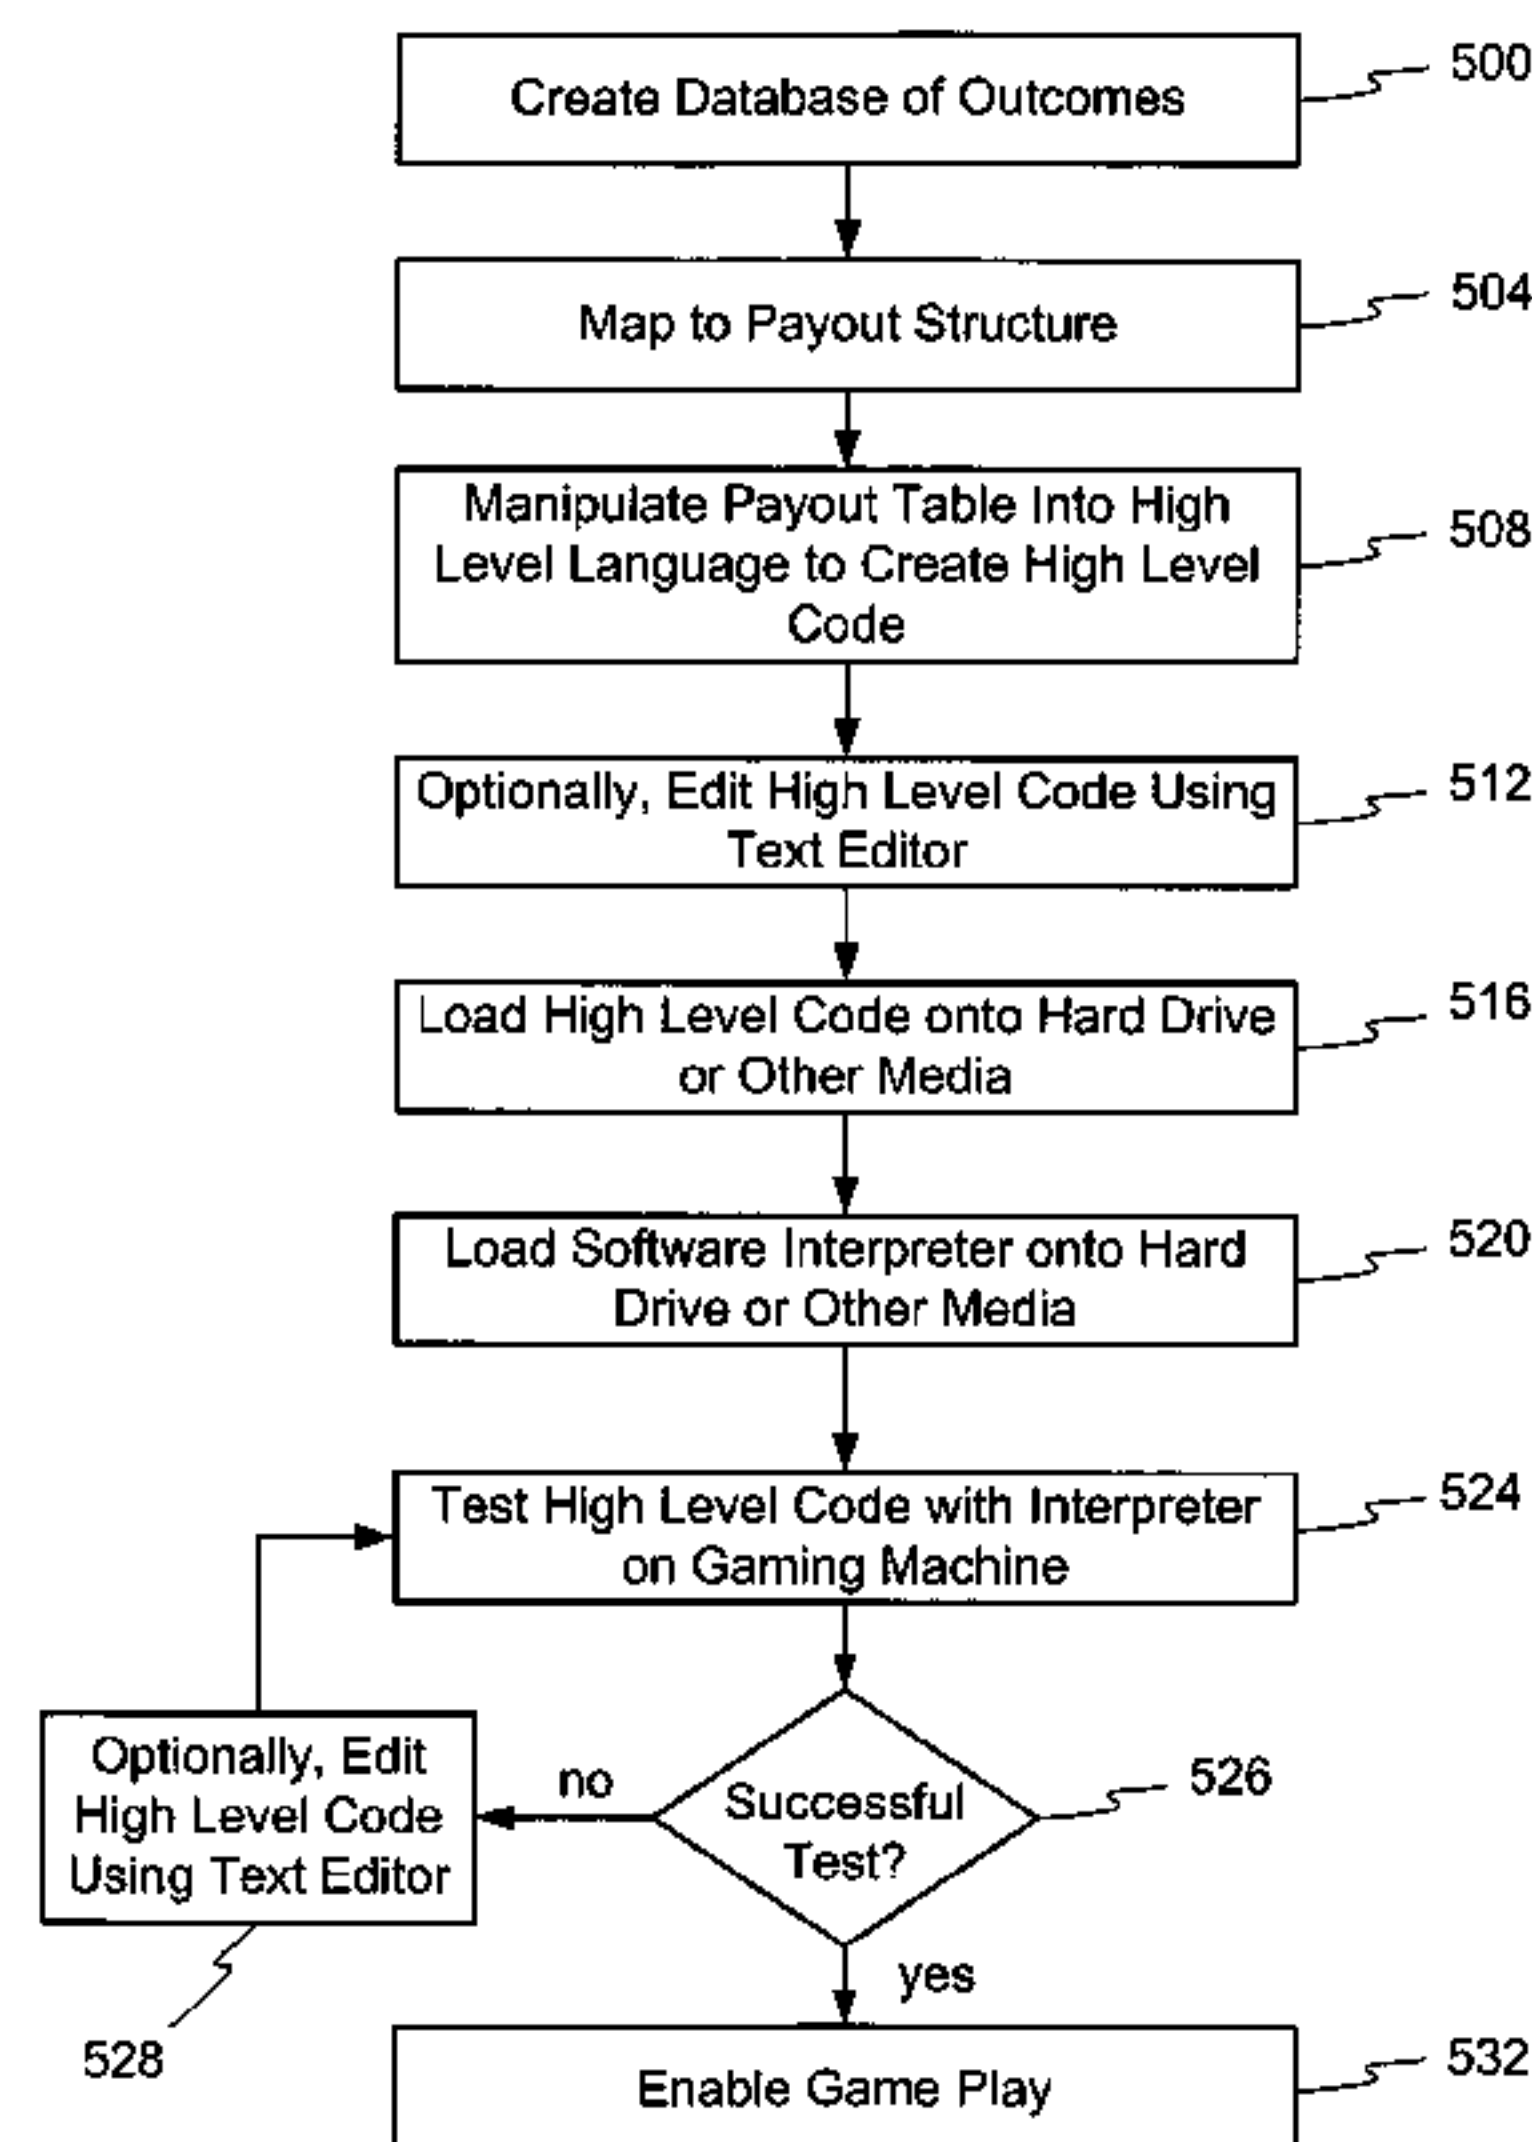 Create Database of Outcomes
500
Map to Payout Structure
504
Manipulate Payout Table Into High
Level Language to Create High Level
Code
508
Optionally, Edit High Level Code Using
Text Editor
512
Load High Level Code onto Hard Drive
or Other Media
516
Load Software Interpreter onto Hard
Drive or Other Media
520
Test High Level Code with Interpreter
on Gaming Machine
524
Successful
Test?
526
no
Optionally, Edit
High Level Code
Using Text Editor
528
yes
Enable Game Play
532